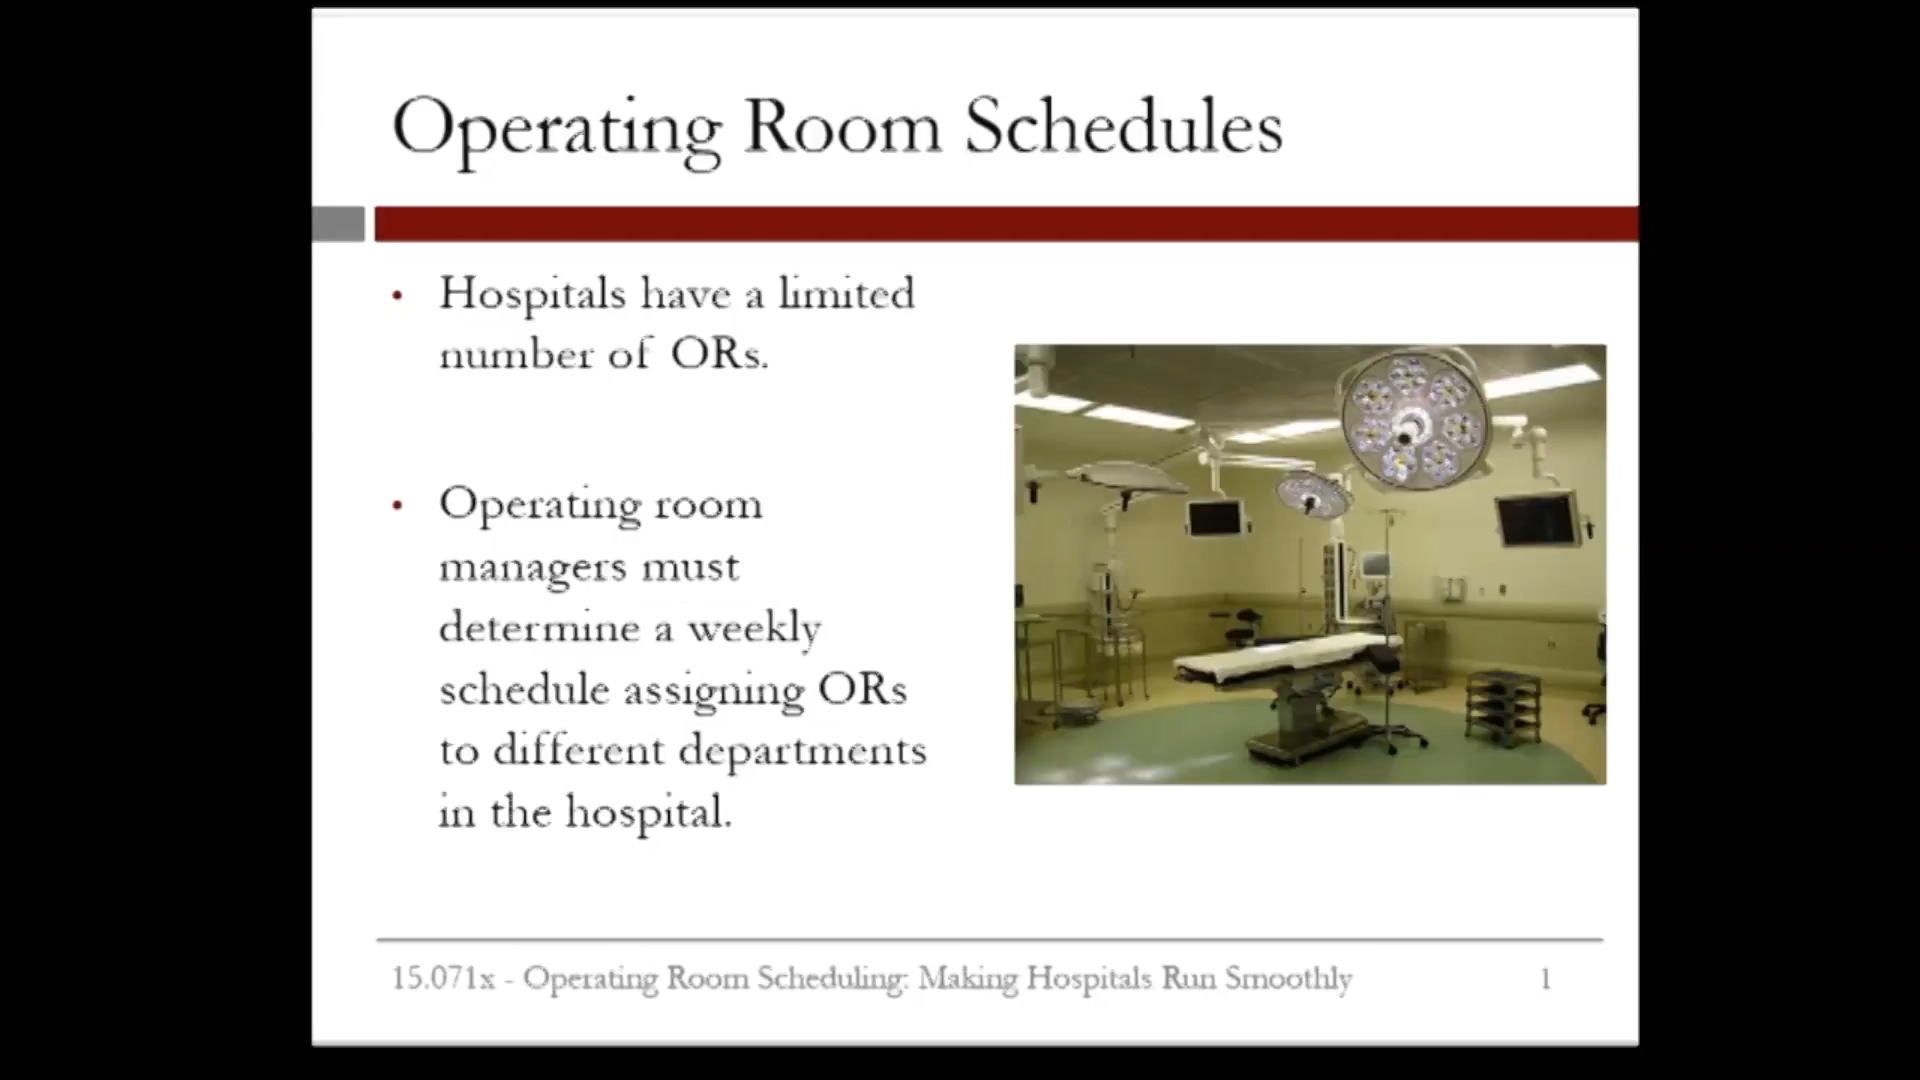 Operating Room Schedules
• Hospitals have a limited
number of ORs.
• Operating room
managers must
determine a weekly
schedule assigning ORs
to different departments
in the hospital.
15.071x - Operating Room Scheduling: Making Hospitals Run Smoothly 1